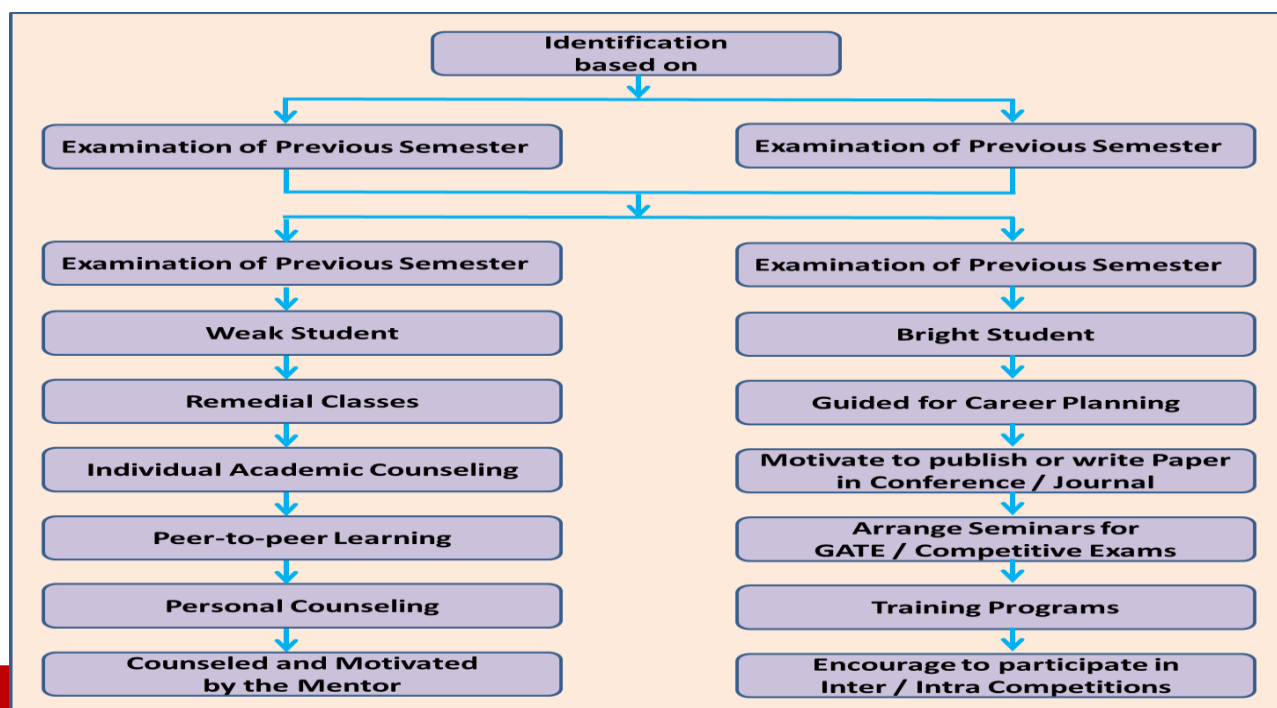 Identification
based on
Examination of Previous Semester
Examination of Previous Semester
Examination of Previous Semester
Examination of Previous Semester
Weak Student
Bright Student
Remedial Classes
Guided for Career Planning
Individual Academic Counseling
Motivate to publish or write Paper
in Conference / Journal
Peer-to-peer Learning
Arrange Seminars for
GATE / Competitive Exams
Personal Counseling
Training Programs
Counseled and Motivated
by the Mentor
Encourage to participate in
Inter / Intra Competitions